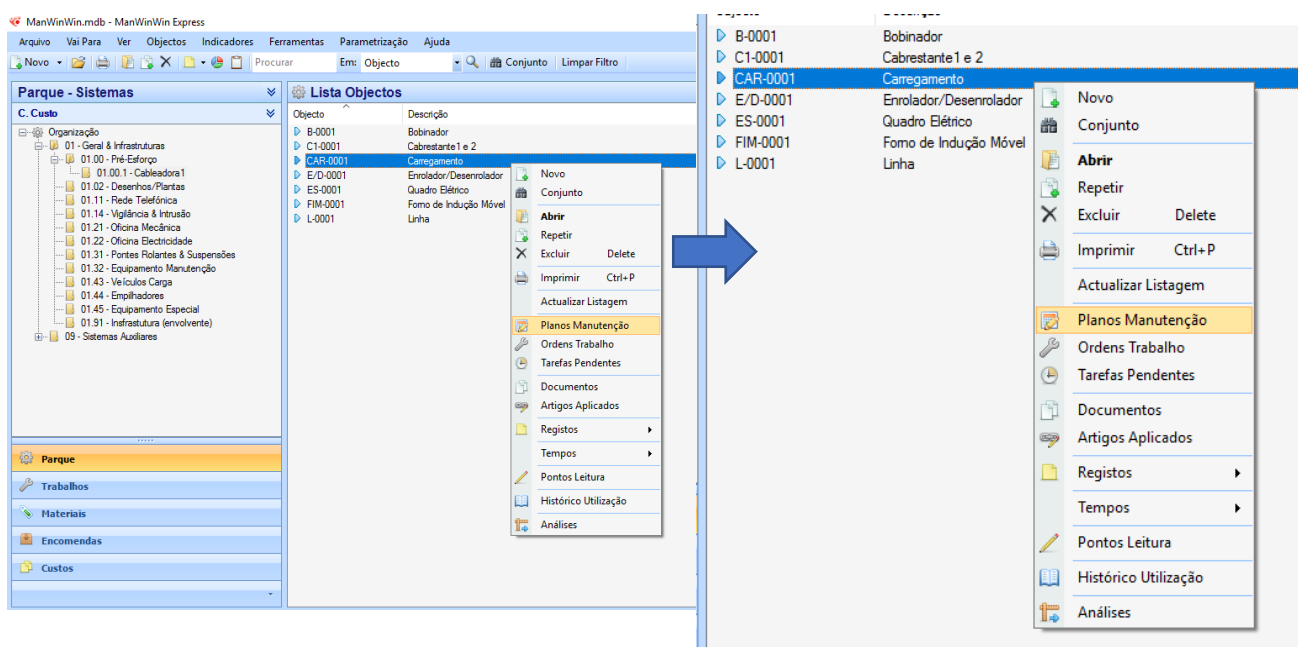 ManWinWin.mdb - ManWinWin Express
Arquivo Vai Para Ver Objectos Indicadores Ferramentas Parametrização Ajuda
Novo Procurar Em: Objecto Conjunto Limpar Filtro
Parque - Sistemas
C. Custo
Organização
01 - Geral & Infrastruturas
01.00 - Pré-Esforço
01.00.1 - Cableadora1
01.02 - Desenhos/Plantas
01.11 - Rede Telefónica
01.14 - Vigilância & Intrusão
01.21 - Oficina Mecânica
01.22 - Oficina Electricidade
01.31 - Pontes Rolantes & Suspensões
01.32 - Equipamento Manutenção
01.43 - Veículos Carga
01.44 - Empilhadores
01.45 - Equipamento Especial
01.91 - Insfrastutura (envolvente)
09 - Sistemas Auxiliares
Parque
Trabalhos
Materiais
Encomendas
Custos
Lista Objectos
Objecto Descrição
B-0001 Bobinador
C1-0001 Cabrestante1 e 2
CAR-0001 Carregamento
E/D-0001 Enrolador/Desenrolador
ES-0001 Quadro Elétrico
FIM-0001 Forno de Indução Móvel
L-0001 Linha
Novo
Conjunto
Abrir
Repetir
Excluir Delete
Imprimir Ctrl+P
Actualizar Listagem
Planos Manutenção
Ordens Trabalho
Tarefas Pendentes
Documentos
Artigos Aplicados
Registos
Tempos
Pontos Leitura
Histórico Utilização
Análises
B-0001 Bobinador
C1-0001 Cabrestante1 e 2
CAR-0001 Carregamento
E/D-0001 Enrolador/Desenrolador
ES-0001 Quadro Elétrico
FIM-0001 Forno de Indução Móvel
L-0001 Linha
Novo
Conjunto
Abrir
Repetir
Excluir Delete
Imprimir Ctrl+P
Actualizar Listagem
Planos Manutenção
Ordens Trabalho
Tarefas Pendentes
Documentos
Artigos Aplicados
Registos
Tempos
Pontos Leitura
Histórico Utilização
Análises